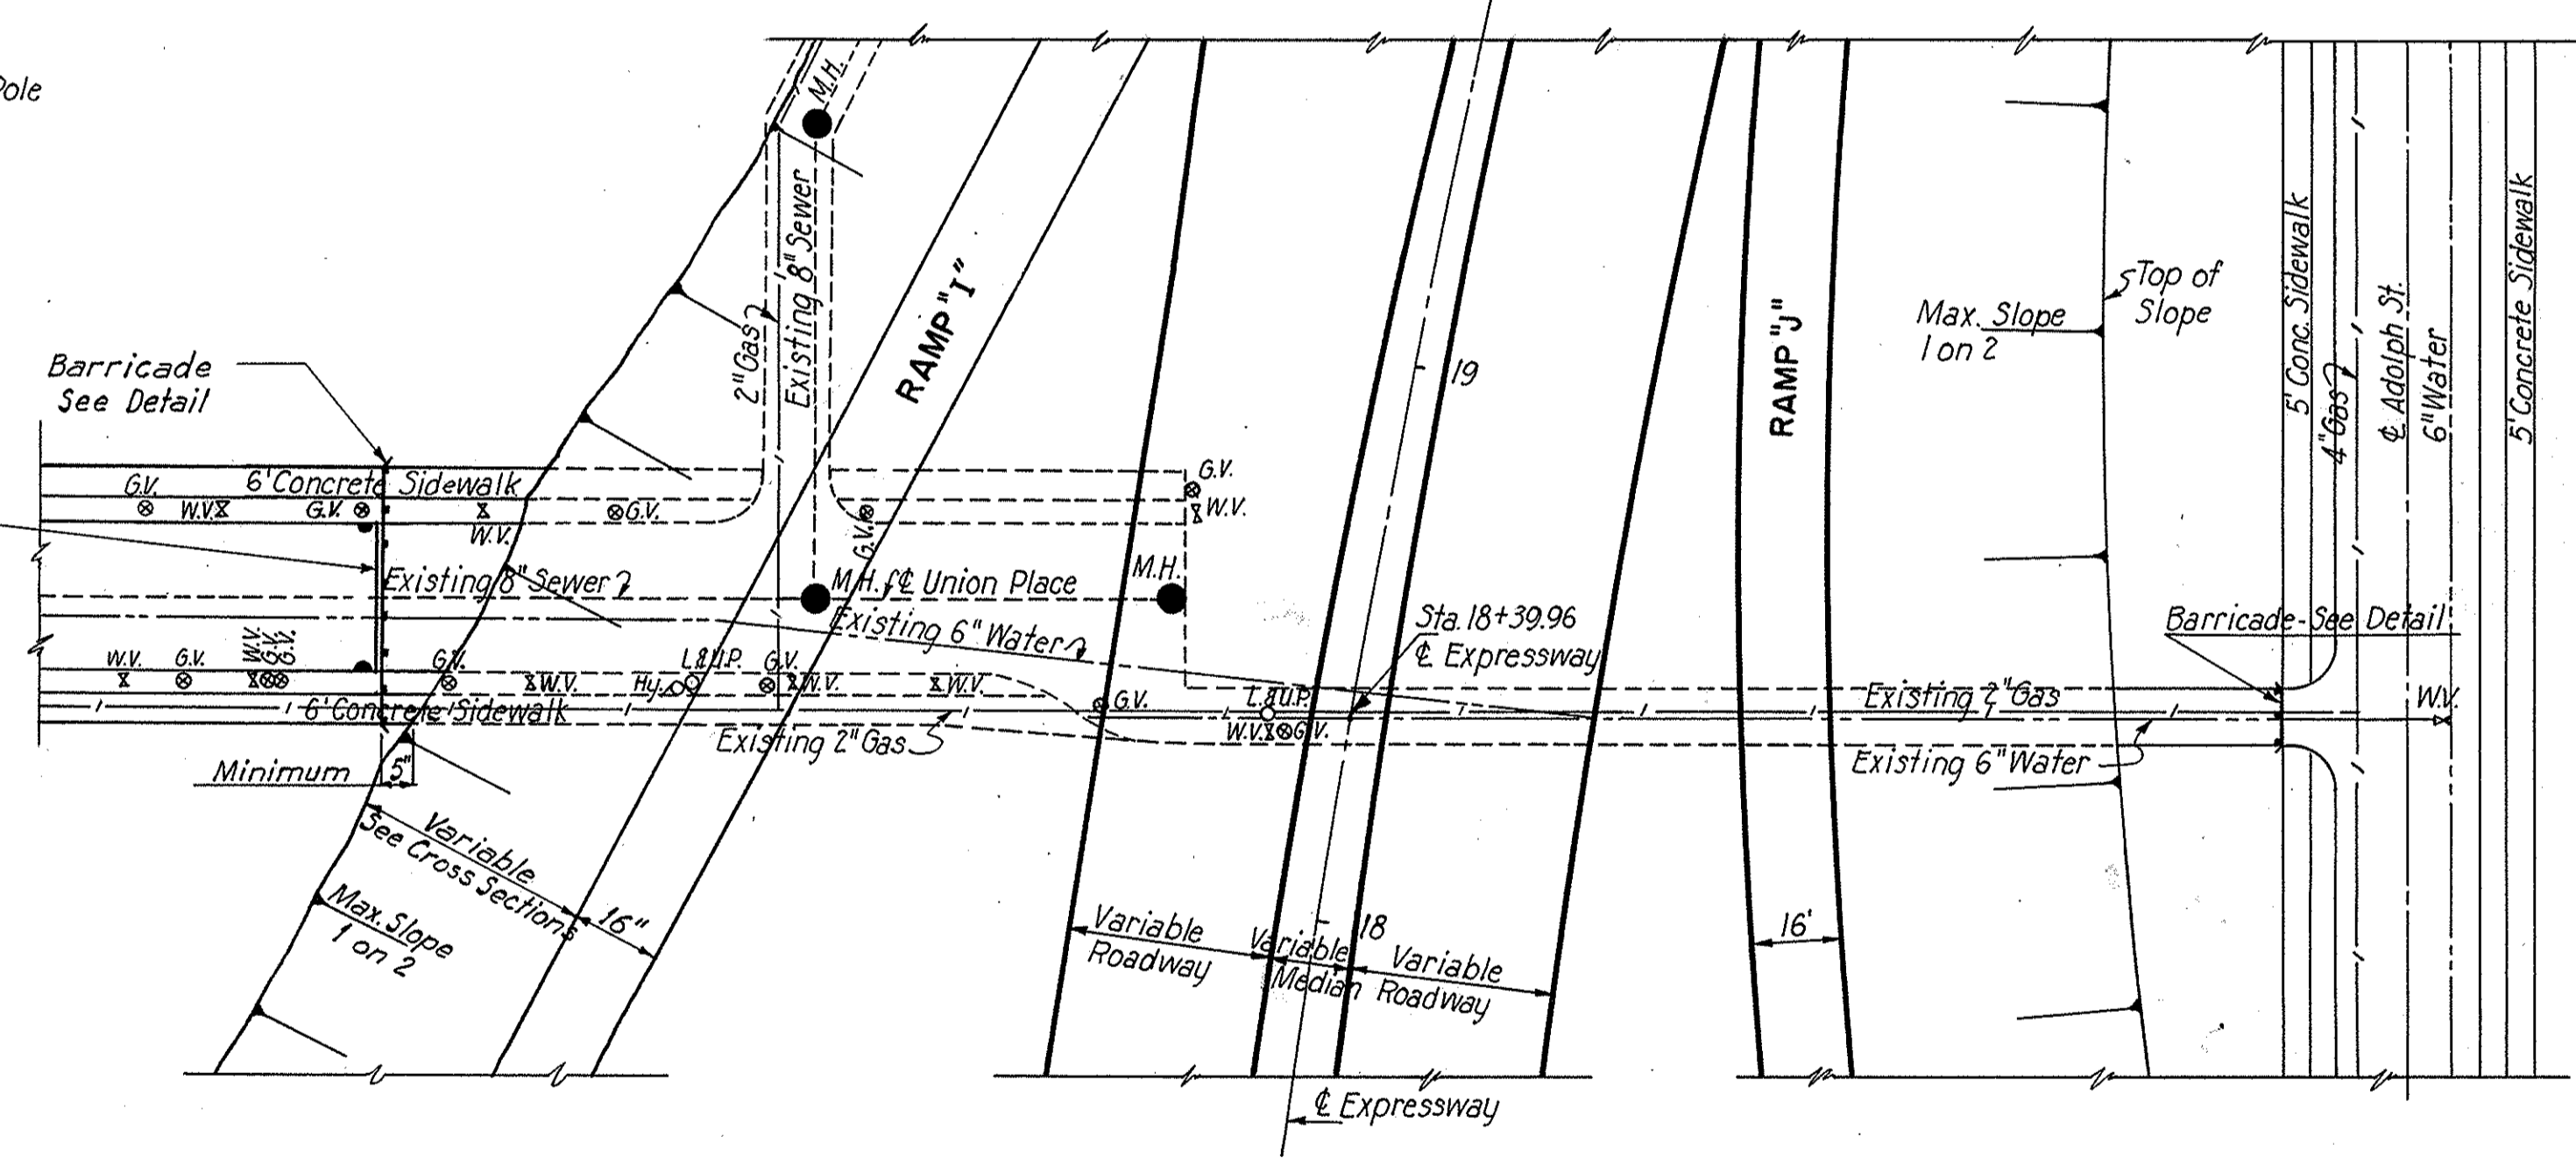 Pole
M.H.
Existing 8" Sewer
2" Gas
RAMP "I"
19
RAMP "J"
Max. Slope
1 on 2
Top of
Slope
5' Conc. Sidewalk
4" Gas
℄ Adolph St.
6" Water
5' Concrete Sidewalk
Barricade
See Detail
G.V.
6' Concrete Sidewalk
W.V.
G.V.
G.V.
W.V.
G.V.
G.V.
W.V.
Existing 8" Sewer
M.H.
℄ Union Place
M.H.
Existing 6" Water
Sta. 18+39.96
℄ Expressway
Barricade-See Detail
W.V.
G.V.
W.V.
G.V.
G.V.
G.V.
W.V.
Hy.
L.&U.P.
G.V.
W.V.
W.V.
G.V.
L.&U.P.
W.V.
G.V.
Existing 2" Gas
W.V.
6' Concrete Sidewalk
Existing 2" Gas
Existing 6" Water
Minimum
5"
Variable
See Cross Sections
16"
Max. Slope
1 on 2
Variable
Roadway
Variable
Median
18
Variable
Roadway
16'
℄ Expressway